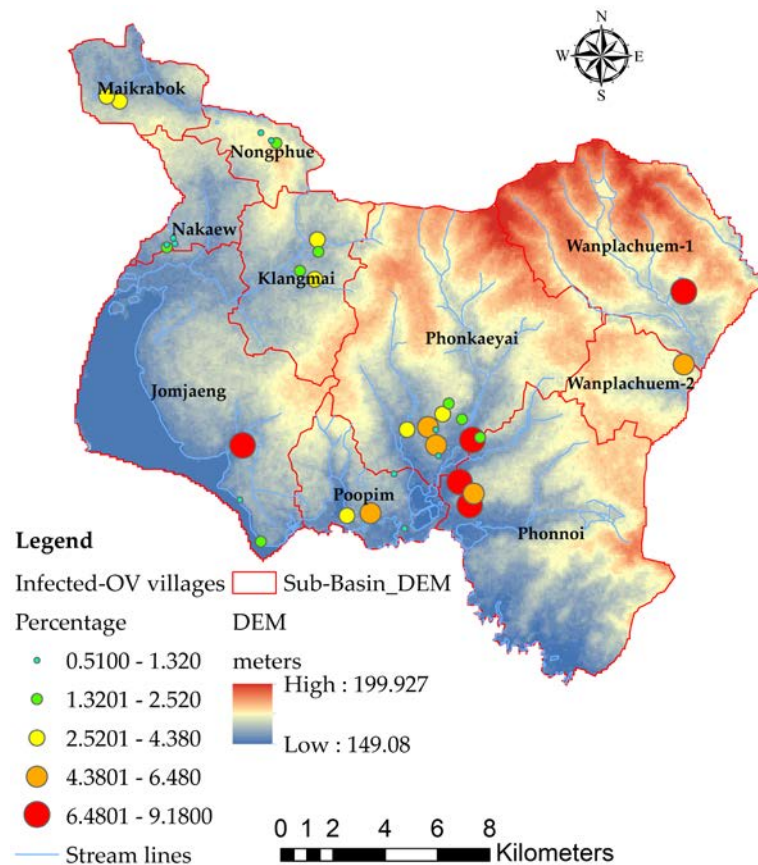 N
W E
S
Maikrabok
Nongphue
Nakaew
Wanplachuem-1
Klangmai
Phonkaeyai
Jomjaeng
Wanplachuem-2
Poopim
Phonnoi
Legend
Infected-OV villages Sub-Basin_DEM
Percentage DEM
0.5100 - 1.320 meters
1.3201 - 2.520 High : 199.927
2.5201 - 4.380 Low : 149.08
4.3801 - 6.480
6.4801 - 9.1800
Stream lines
0 1 2 4 6 8
Kilometers